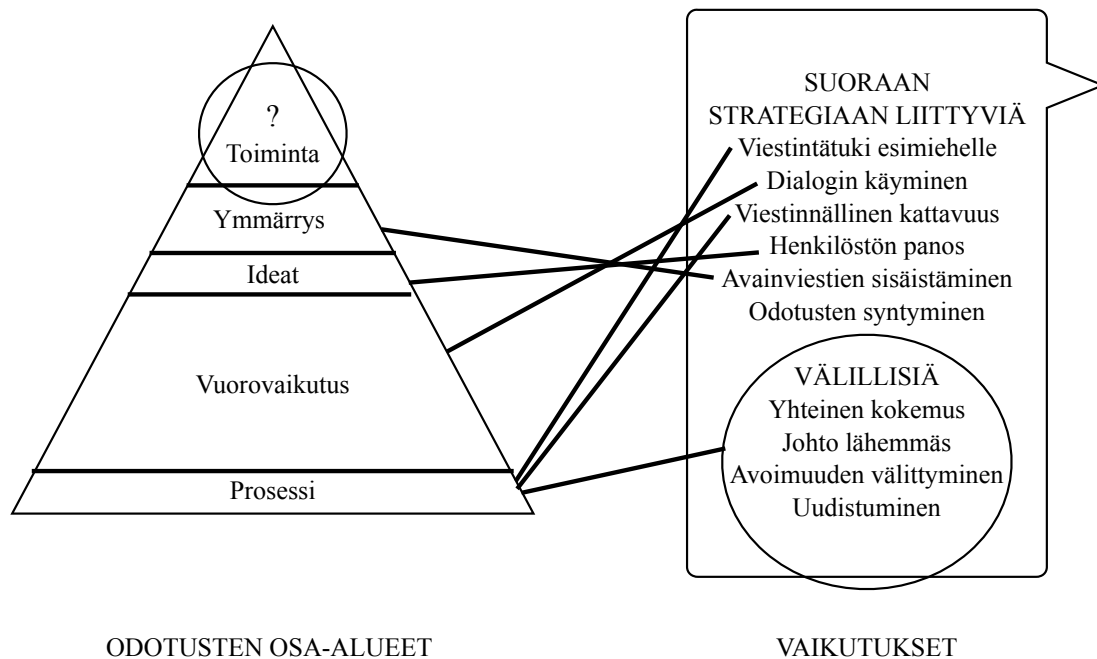 ?
Toiminta
Ymmärrys
Ideat
Vuorovaikutus
Prosessi
ODOTUSTEN OSA-ALUEET
SUORAAN
STRATEGIAAN LIITTYVIÄ
Viestintätuki esimiehelle
Dialogin käyminen
Viestinnällinen kattavuus
Henkilöstön panos
Avainviestien sisäistäminen
Odotusten syntyminen
VÄLILLISIÄ
Yhteinen kokemus
Johto lähemmäs
Avoimuuden välittyminen
Uudistuminen
VAIKUTUKSET